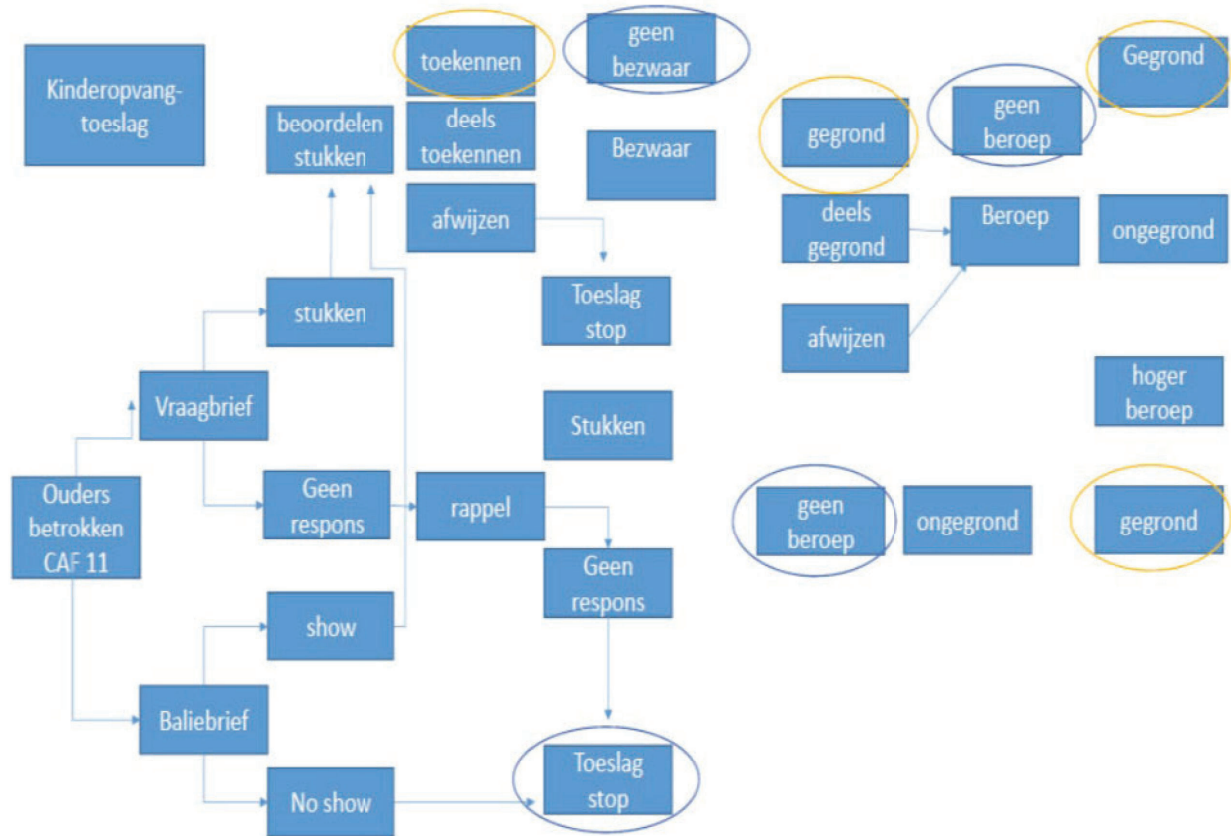 Kinderopvang-
toeslag
toekennen
geen
bezwaar
Gegrond
beoordelen
stukken
deels
toekennen
Bezwaar
gegrond
geen
beroep
afwijzen
deels
gegrond
Beroep
ongegrond
stukken
Toeslag
stop
afwijzen
hoger
beroep
Vraagbrief
Stukken
Ouders
betrokken
CAF 11
Geen
respons
rappel
geen
beroep
ongegrond
gegrond
Geen
respons
show
Baliebrief
Toeslag
stop
No show